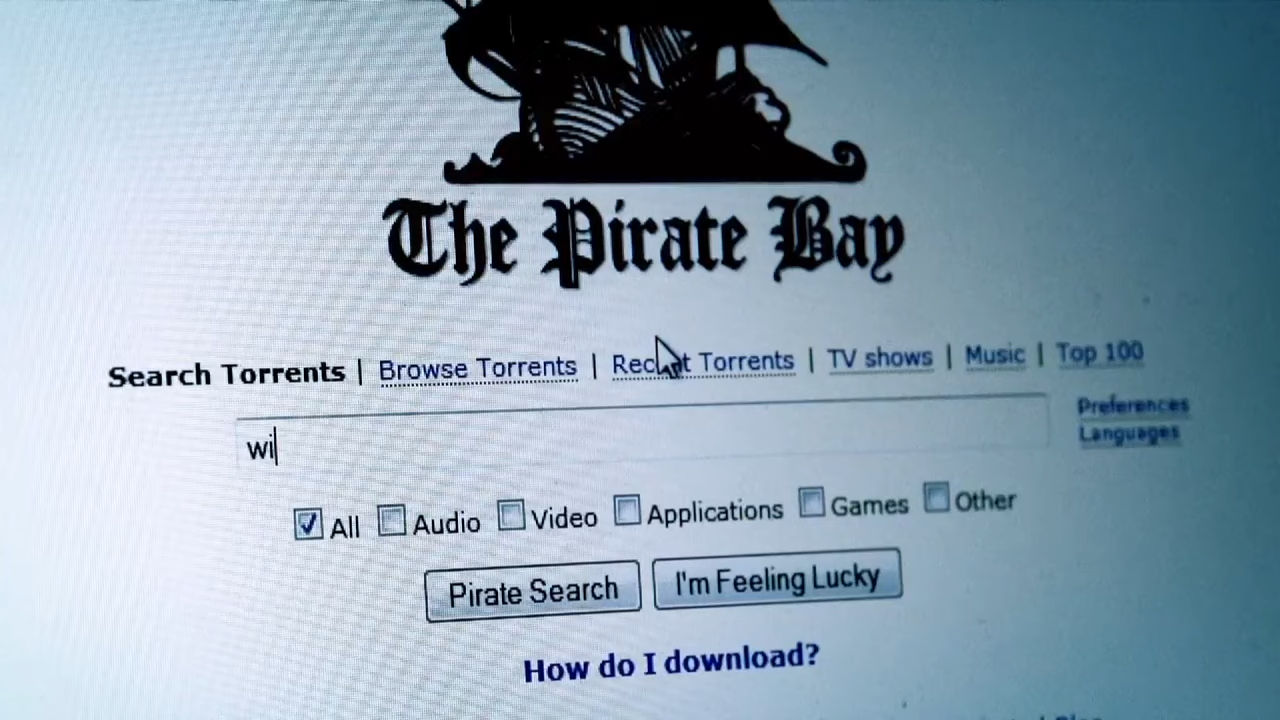 The Pirate Bay
Search Torrents | Browse Torrents | Recent Torrents | TV shows | Music | Top 100
Preferences
wi
Languages
All Audio Video Applications Games Other
Pirate Search I'm Feeling Lucky
How do I download?